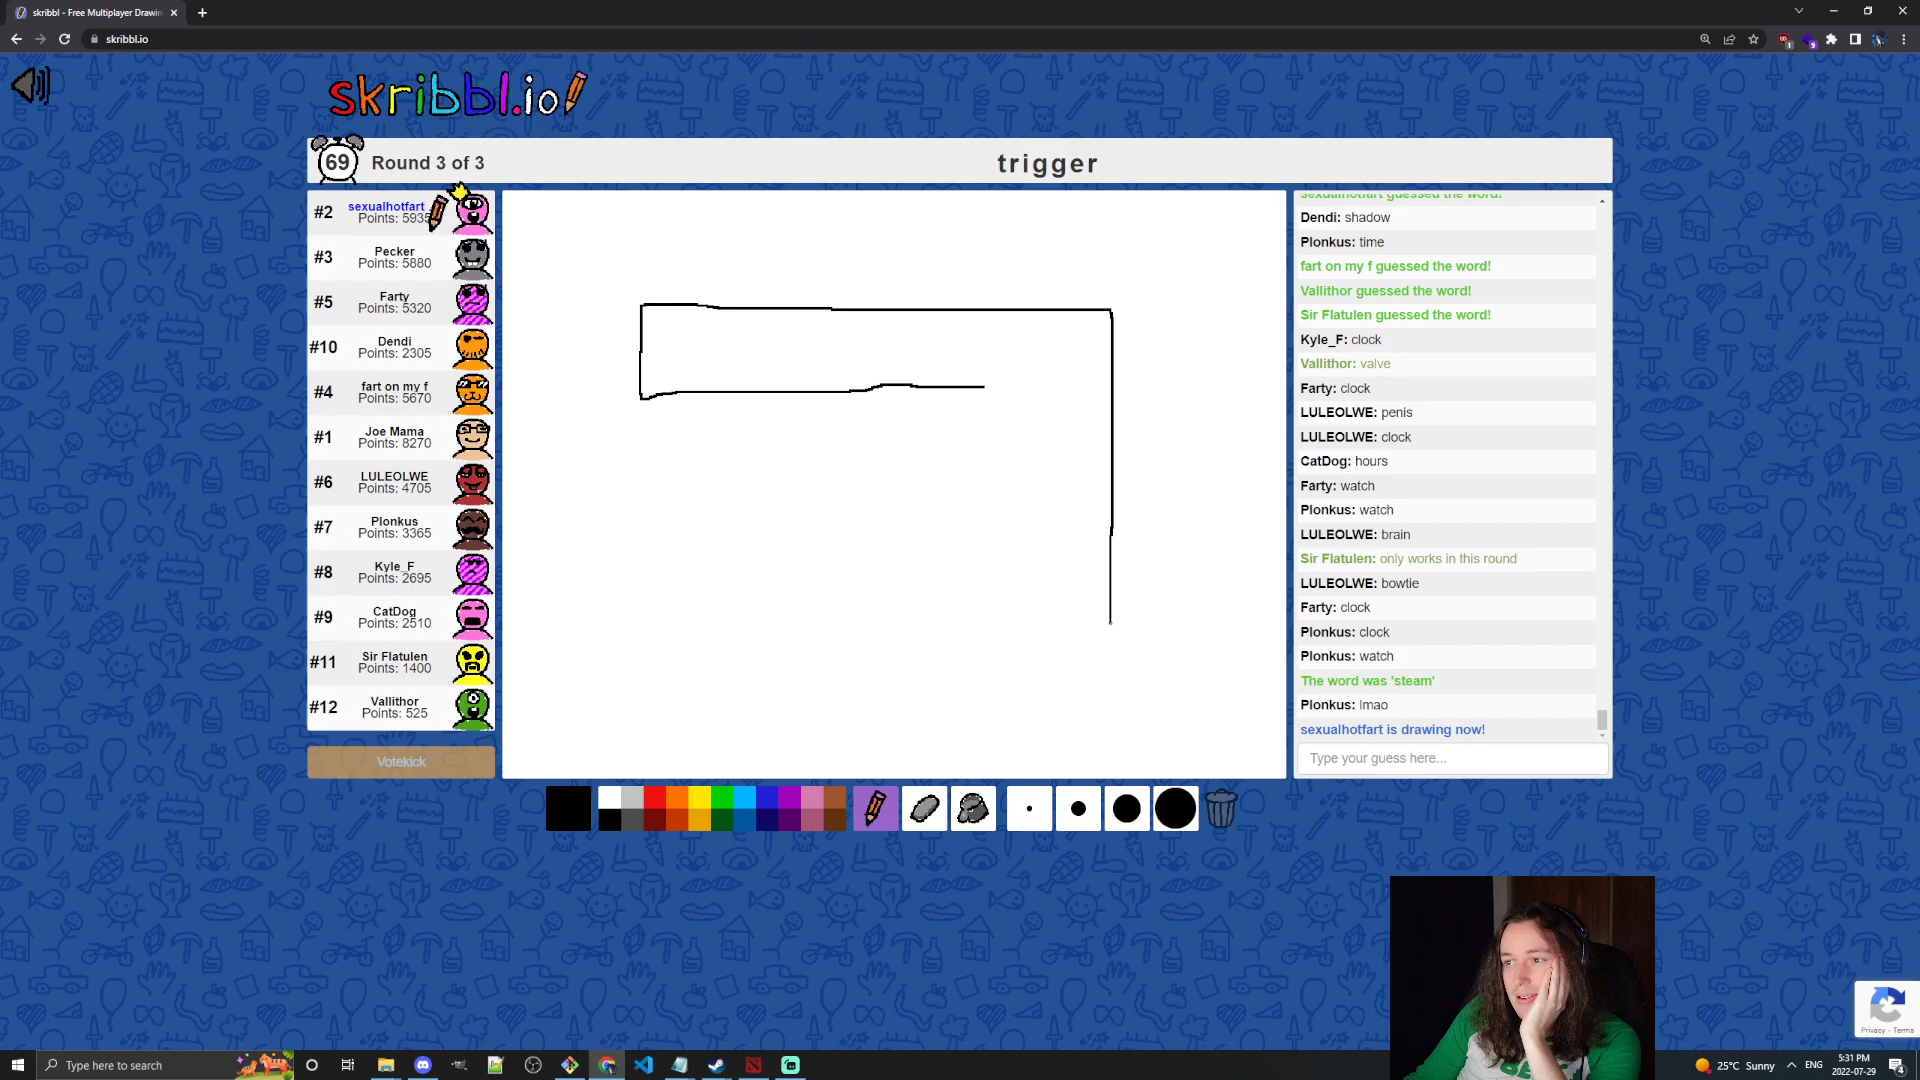 skribbl - Free Multiplayer Drawin
skribbl.io
skribbl.io
69
Round 3 of 3
trigger
#2
sexualhotfart
Points: 5935
#3
Pecker
Points: 5880
#5
Farty
Points: 5320
#10
Dendi
Points: 2305
#4
fart on my f
Points: 5670
#1
Joe Mama
Points: 8270
#6
LULEOLWE
Points: 4705
#7
Plonkus
Points: 3365
#8
Kyle_F
Points: 2695
#9
CatDog
Points: 2510
#11
Sir Flatulen
Points: 1400
#12
Vallithor
Points: 525
Votekick
sexualhotfart guessed the word!
Dendi: shadow
Plonkus: time
fart on my f guessed the word!
Vallithor guessed the word!
Sir Flatulen guessed the word!
Kyle_F: clock
Vallithor: valve
Farty: clock
LULEOLWE: penis
LULEOLWE: clock
CatDog: hours
Farty: watch
Plonkus: watch
LULEOLWE: brain
Sir Flatulen: only works in this round
LULEOLWE: bowtie
Farty: clock
Plonkus: clock
Plonkus: watch
The word was 'steam'
Plonkus: lmao
sexualhotfart is drawing now!
Type your guess here...
Privacy - Terms
Type here to search
25°C Sunny
ENG
5:31 PM
2022-07-29
4